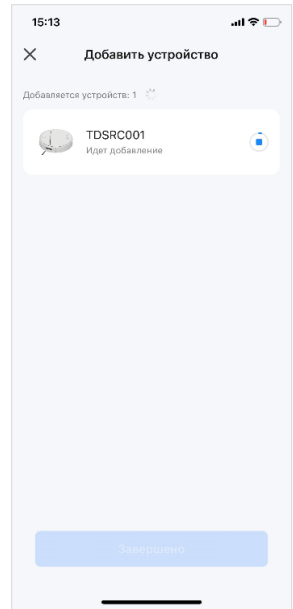 15:13
Добавить устройство
Добавляется устройств: 1
TDSRC001
Идет добавление
Завершено